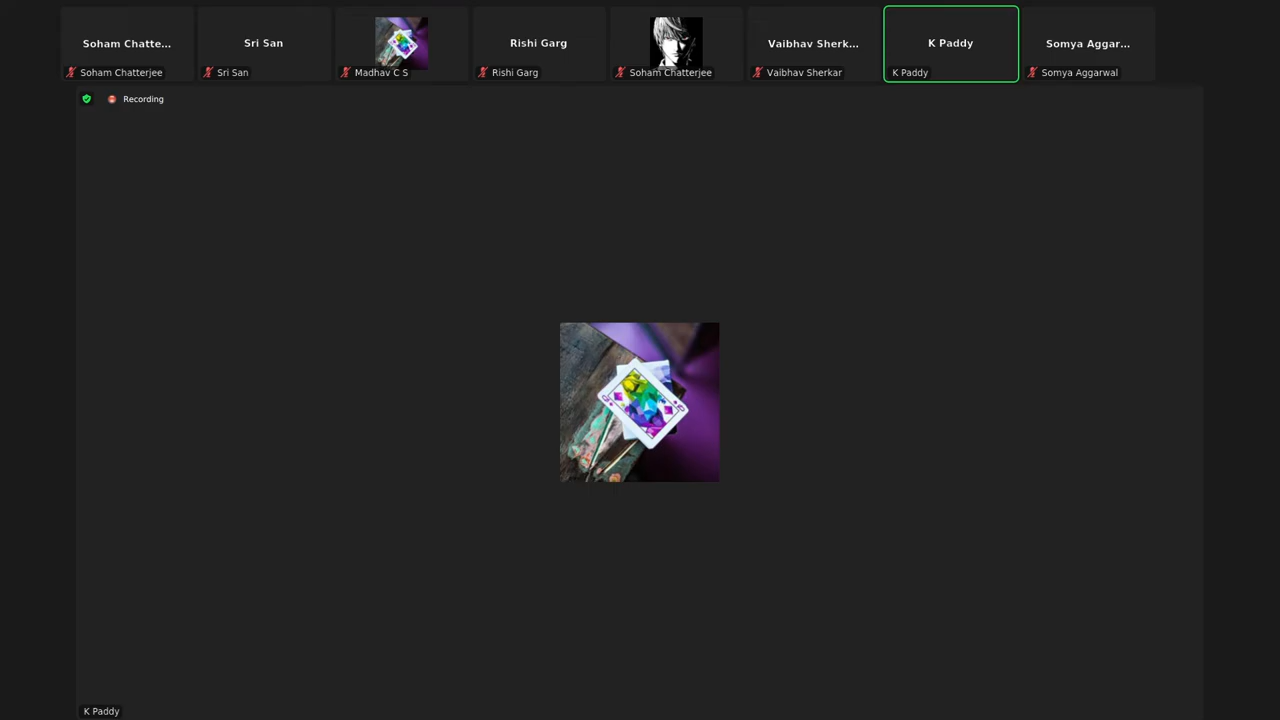 Soham Chatte...
Sri San
Rishi Garg
Vaibhav Sherk...
K Paddy
Somya Aggar...
Soham Chatterjee
Sri San
Madhav C S
Rishi Garg
Soham Chatterjee
Vaibhav Sherkar
K Paddy
Somya Aggarwal
Recording
K Paddy